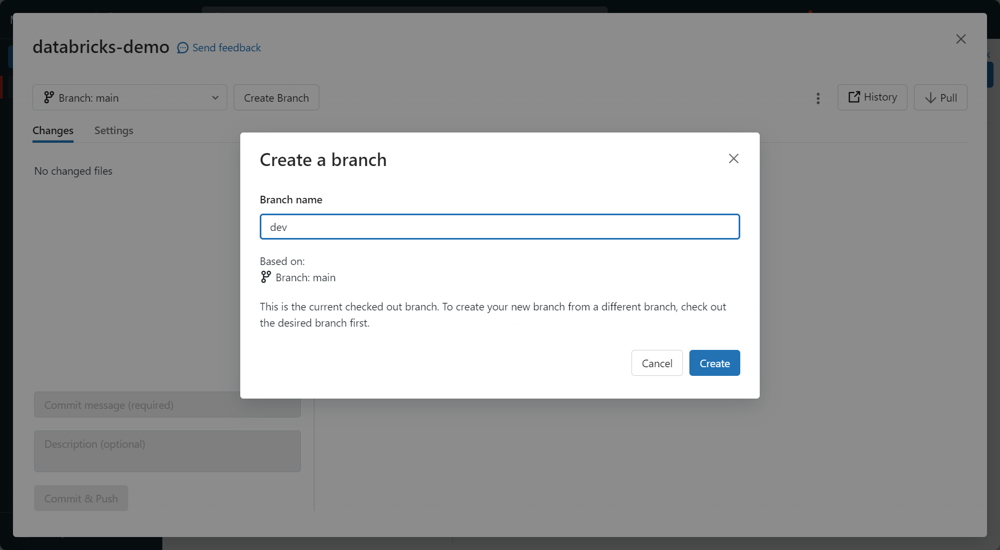 databricks-demo
Send feedback
Branch: main
Create Branch
History
Pull
Changes
Settings
No changed files
Create a branch
Branch name
dev
Based on:
Branch: main
This is the current checked out branch. To create your new branch from a different branch, check out
the desired branch first.
Cancel
Create
Commit message (required)
Description (optional)
Commit & Push